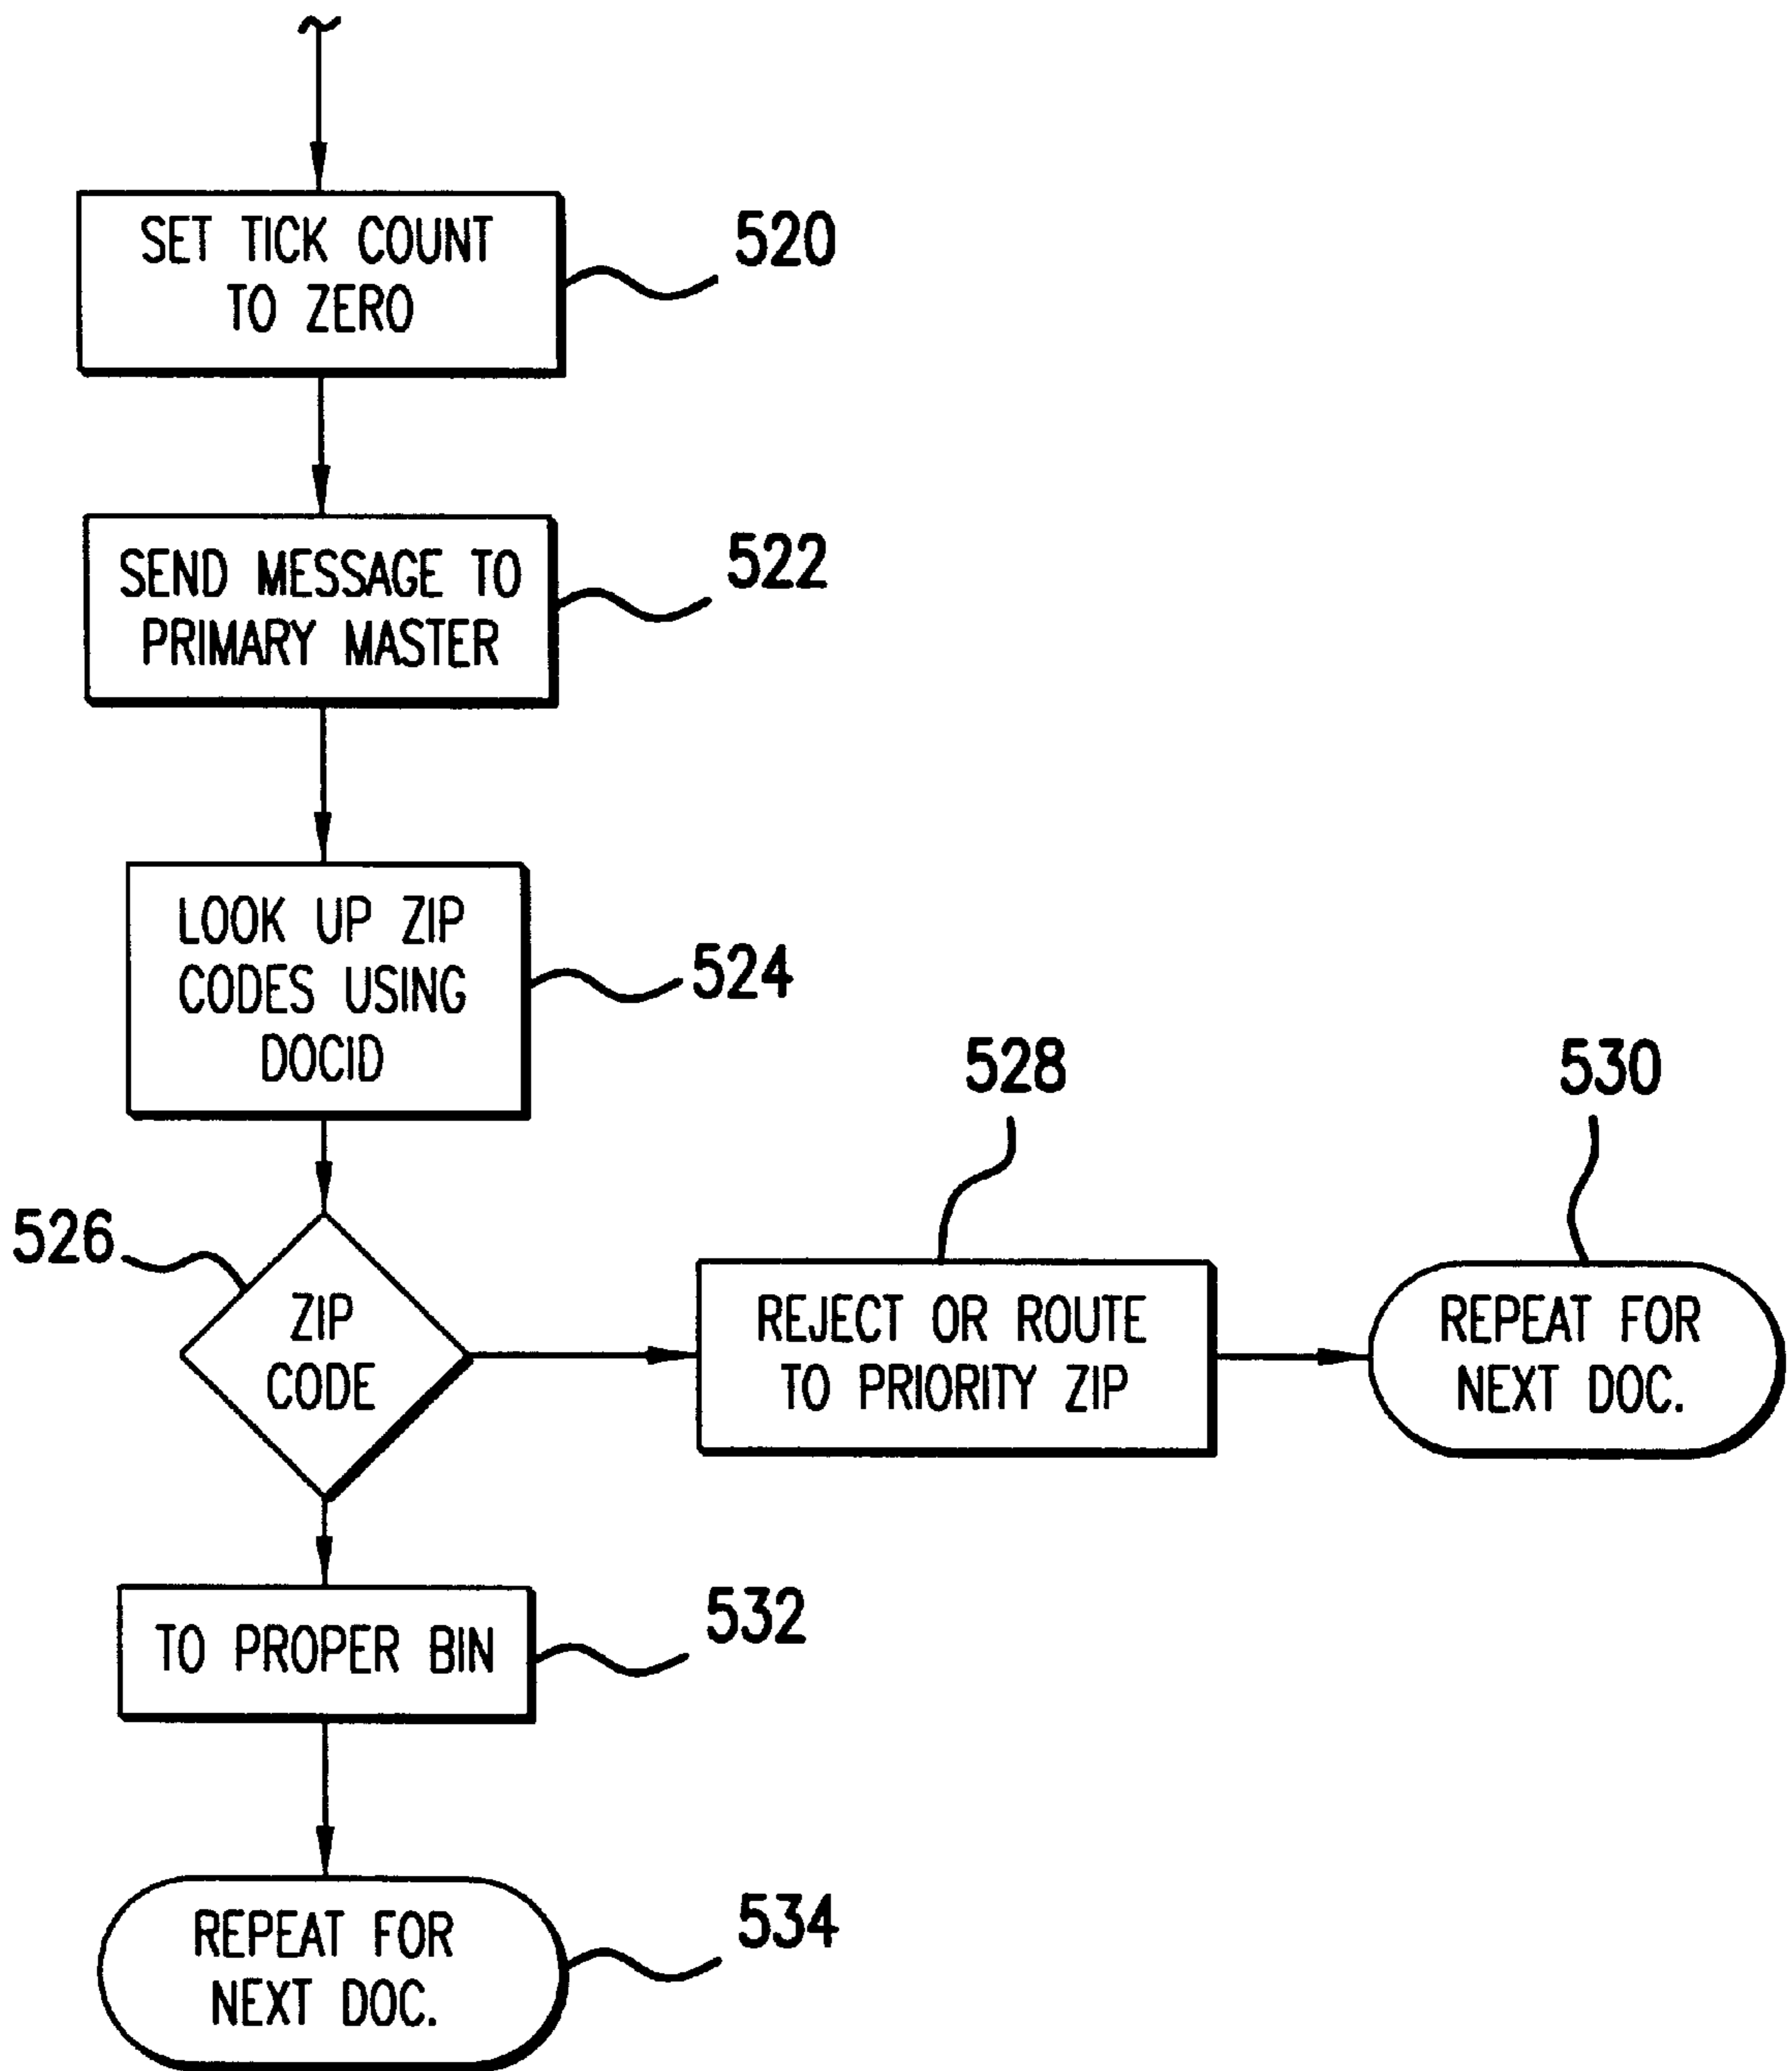 SET TICK COUNT
TO ZERO
520
SEND MESSAGE TO
PRIMARY MASTER
522
LOOK UP ZIP
CODES USING
DOCID
524
526
ZIP
CODE
528
REJECT OR ROUTE
TO PRIORITY ZIP
530
REPEAT FOR
NEXT DOC.
TO PROPER BIN
532
REPEAT FOR
NEXT DOC.
534